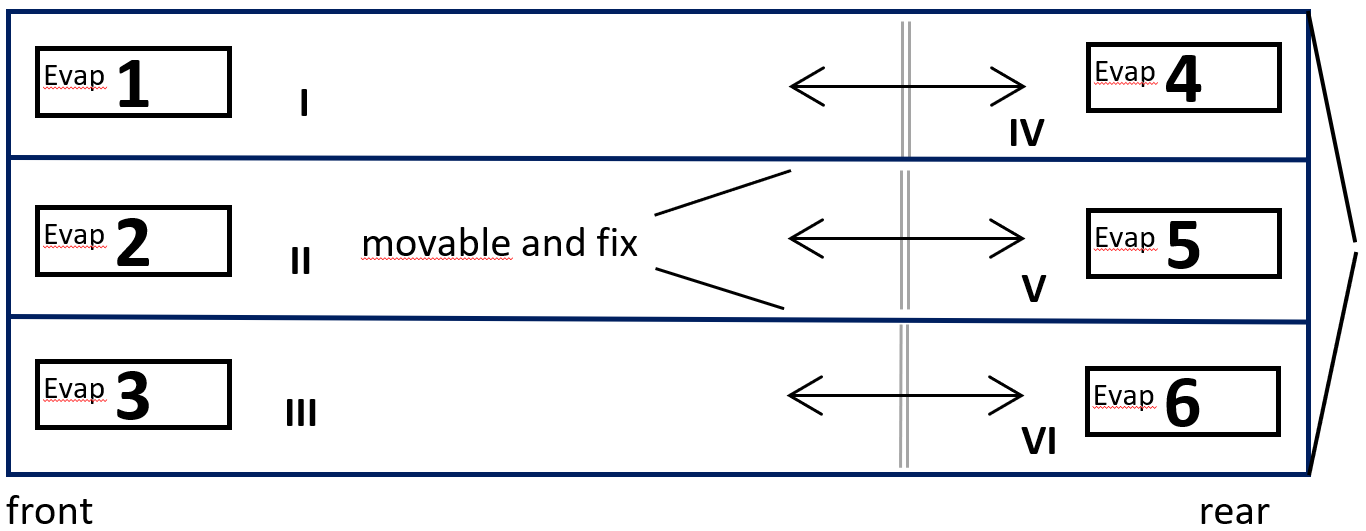 Evap 1
I
Evap 4
IV
Evap 2
II
movable and fix
Evap 5
V
Evap 3
III
Evap 6
VI
front
rear